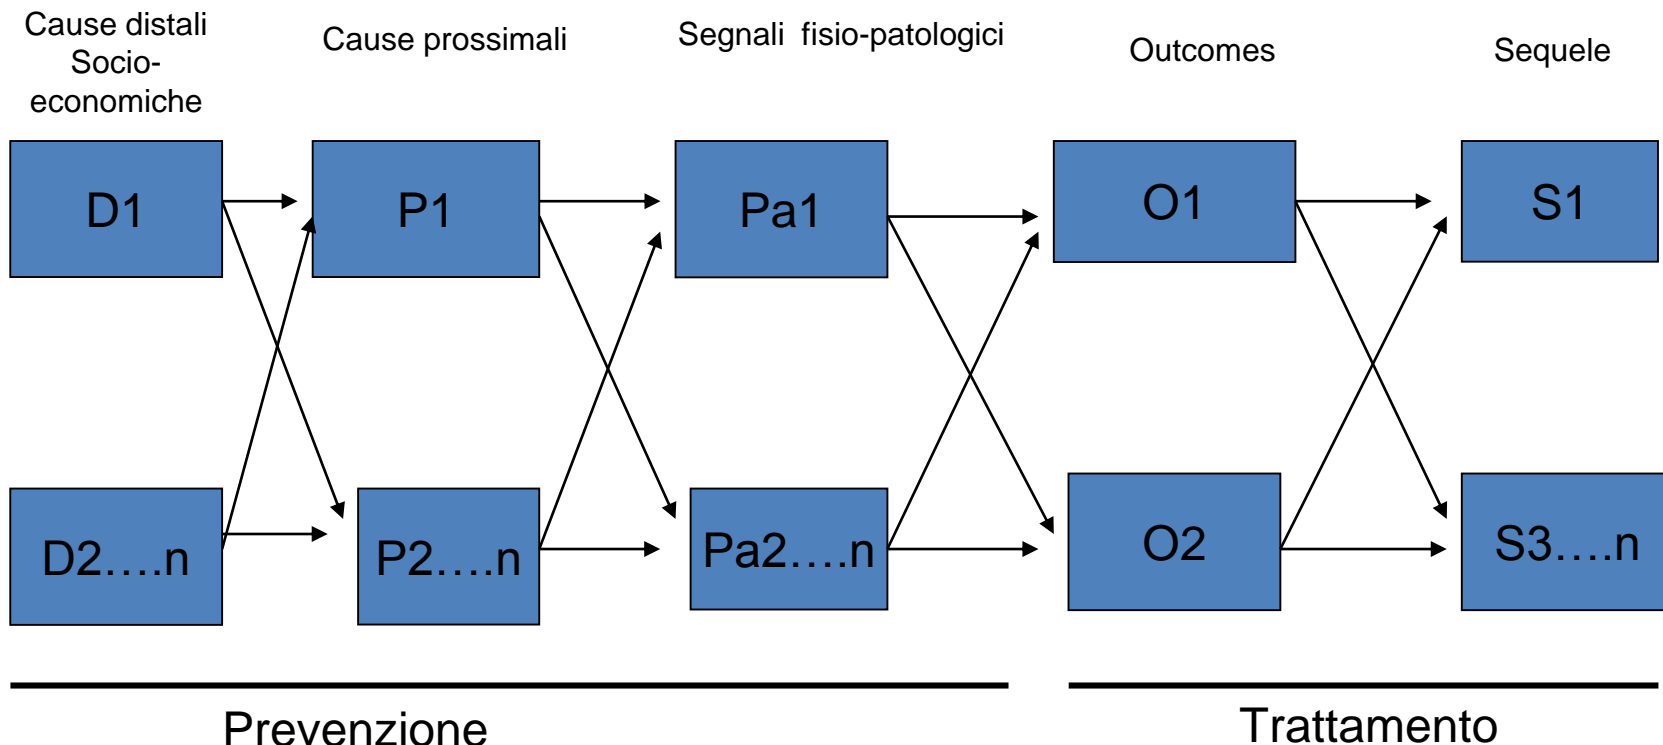 Cause distali
Socio-
economiche
Cause prossimali
Segnali fisio-patologici
Outcomes
Sequele
D1
P1
Pa1
O1
S1
D2….n
P2….n
Pa2….n
O2
S3….n
Prevenzione
Trattamento